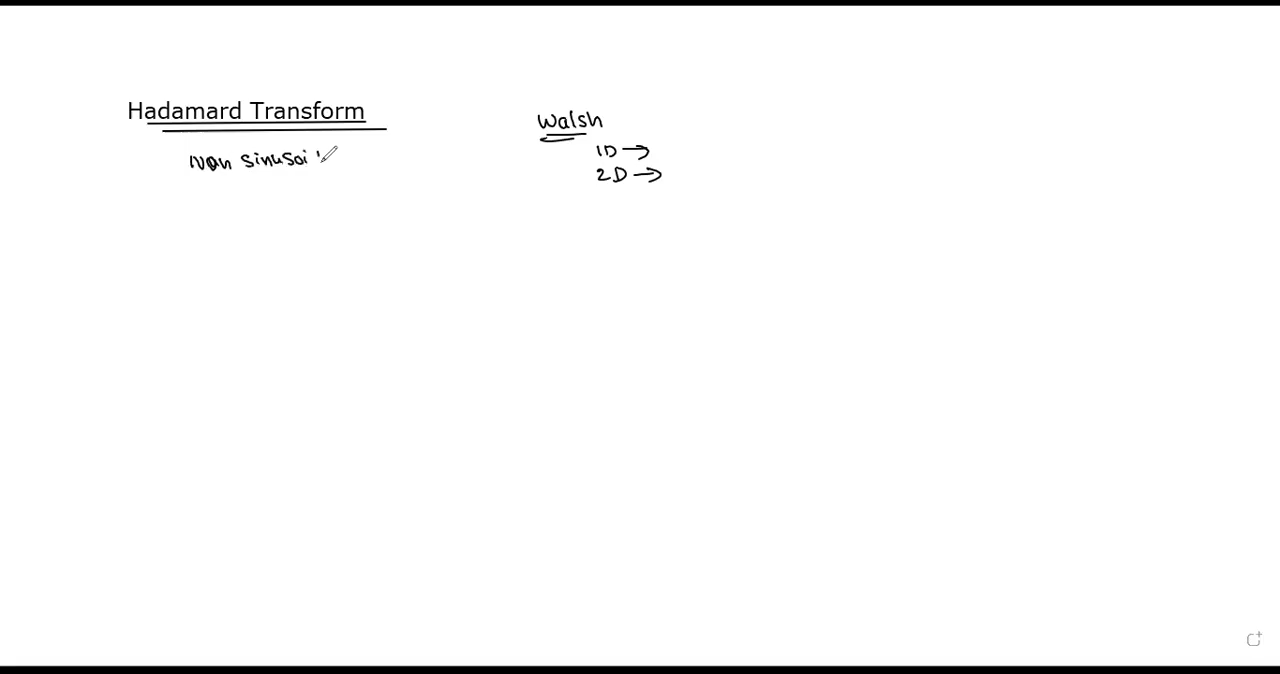 Hadamard Transform
Non sinusoi
Walsh
1D →
2D →